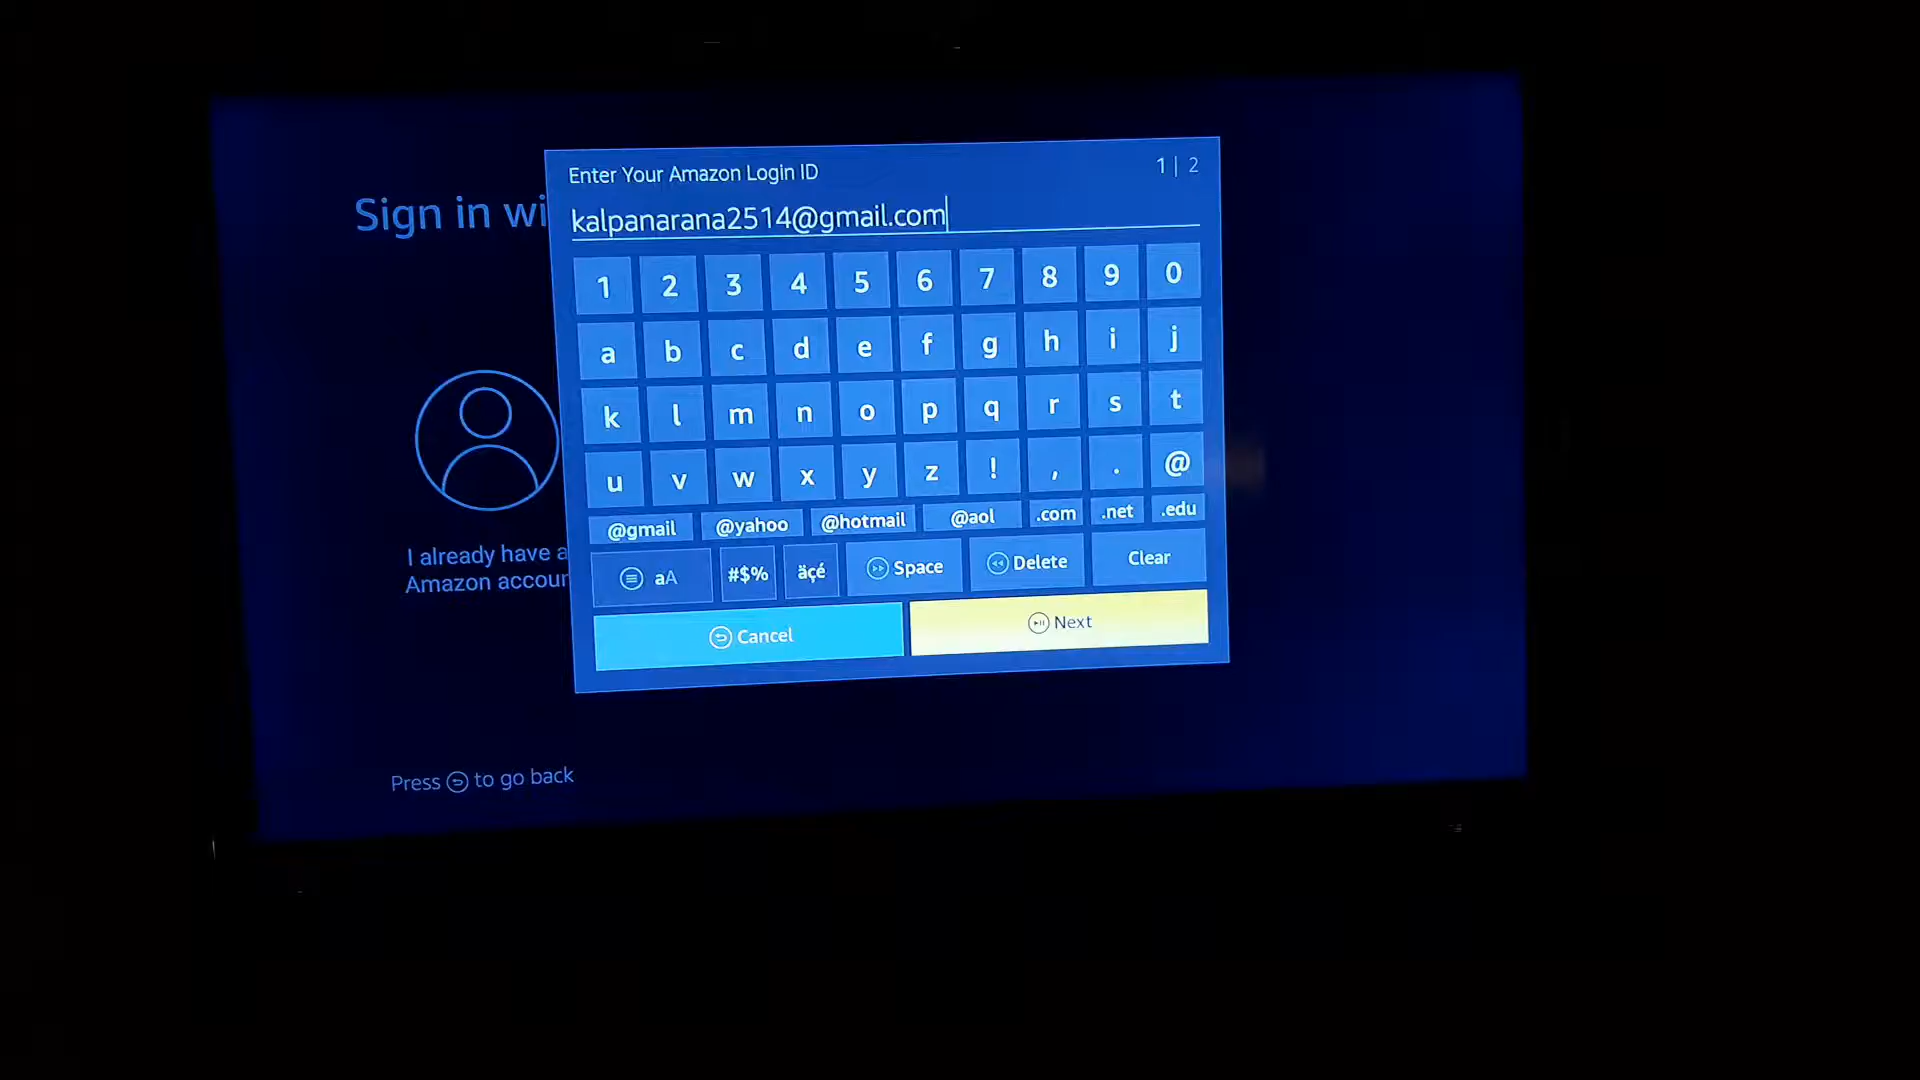 Enter Your Amazon Login ID
1 | 2
Sign in wi
kalpanarana2514@gmail.com
1 2 3 4 5 6 7 8 9 0
a b c d e f g h i j
k l m n o p q r s t
u v w x y z ! , . @
@gmail @yahoo @hotmail @aol .com .net .edu
I already have a
Amazon accoun
aA #$% äçé Space Delete Clear
Cancel Next
Press to go back